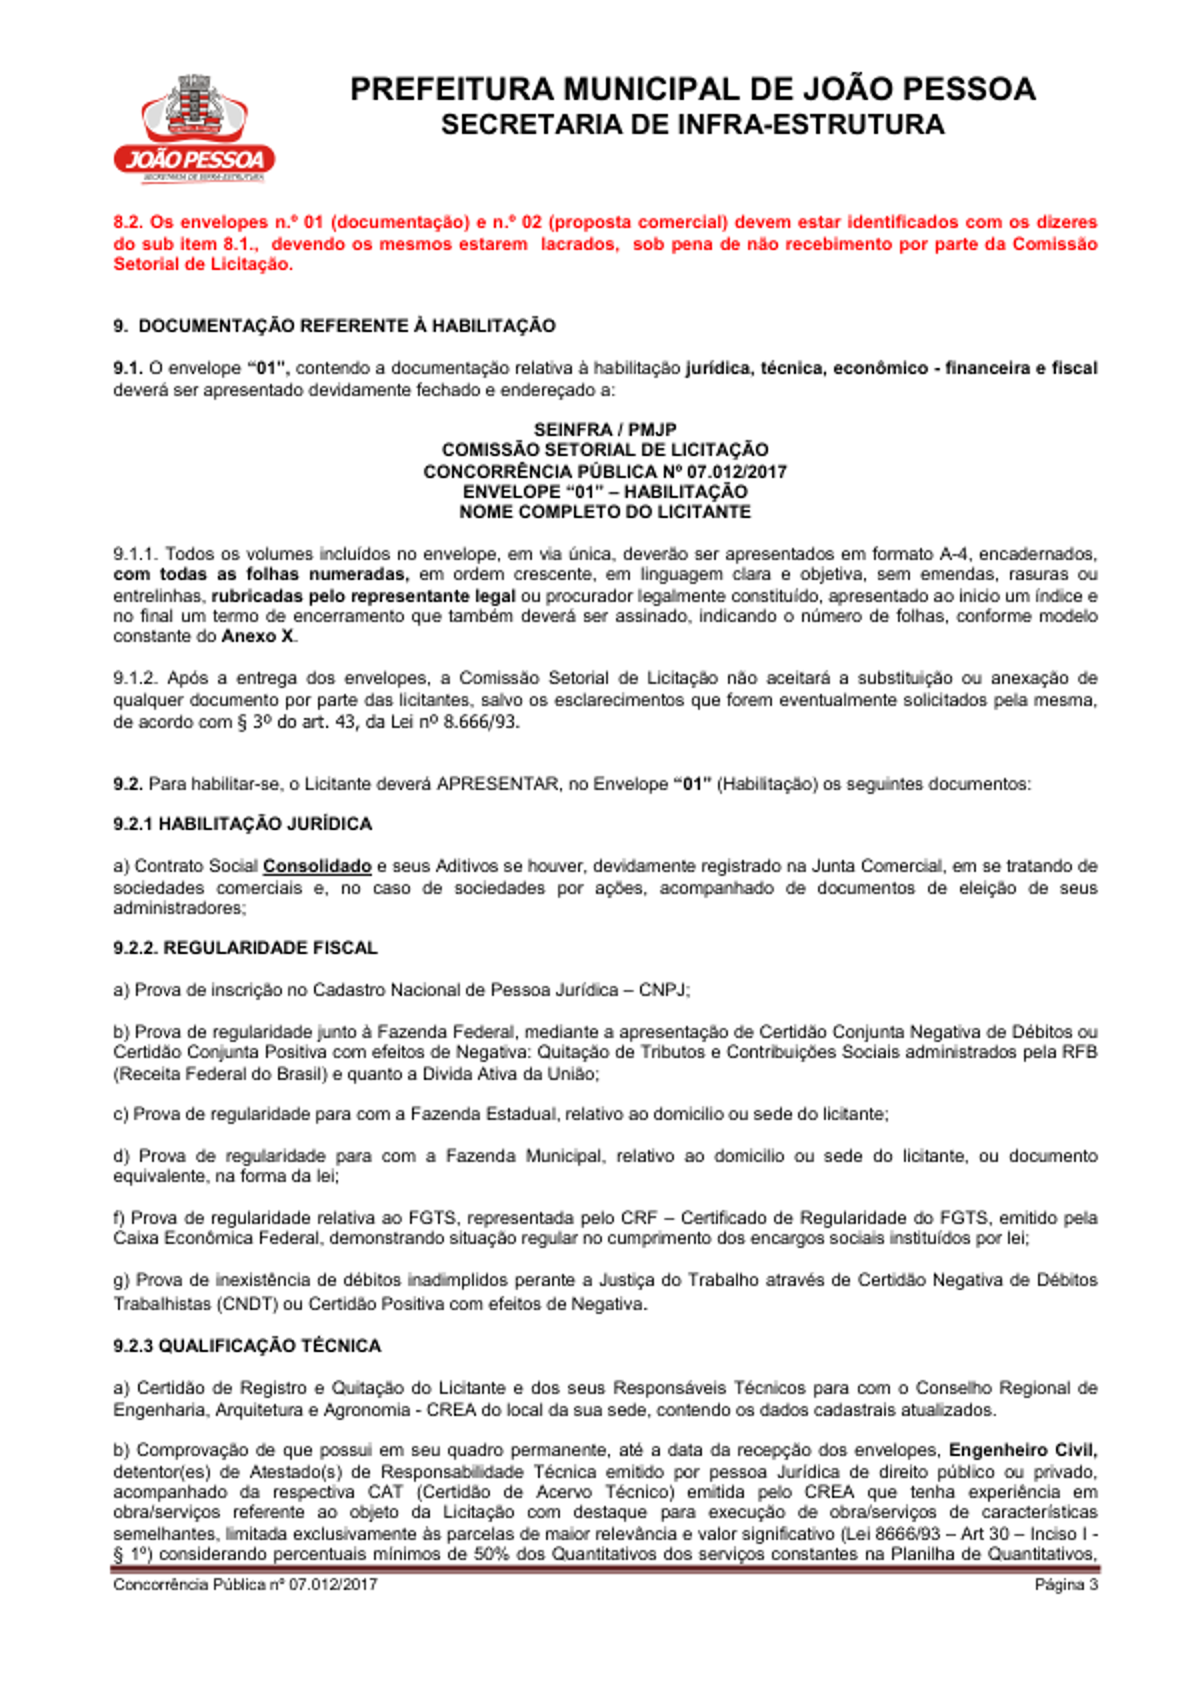 PREFEITURA MUNICIPAL DE JOÃO PESSOA
SECRETARIA DE INFRA-ESTRUTURA
JOÃO PESSOA
SECRETARIA DE INFRA-ESTRUTURA
8.2. Os envelopes n.º 01 (documentação) e n.º 02 (proposta comercial) devem estar identificados com os dizeres
do sub item 8.1., devendo os mesmos estarem lacrados, sob pena de não recebimento por parte da Comissão
Setorial de Licitação.
9. DOCUMENTAÇÃO REFERENTE À HABILITAÇÃO
9.1. O envelope “01”, contendo a documentação relativa à habilitação jurídica, técnica, econômico - financeira e fiscal
deverá ser apresentado devidamente fechado e endereçado a:
SEINFRA / PMJP
COMISSÃO SETORIAL DE LICITAÇÃO
CONCORRÊNCIA PÚBLICA Nº 07.012/2017
ENVELOPE “01” – HABILITAÇÃO
NOME COMPLETO DO LICITANTE
9.1.1. Todos os volumes incluídos no envelope, em via única, deverão ser apresentados em formato A-4, encadernados,
com todas as folhas numeradas, em ordem crescente, em linguagem clara e objetiva, sem emendas, rasuras ou
entrelinhas, rubricadas pelo representante legal ou procurador legalmente constituído, apresentado ao inicio um índice e
no final um termo de encerramento que também deverá ser assinado, indicando o número de folhas, conforme modelo
constante do Anexo X.
9.1.2. Após a entrega dos envelopes, a Comissão Setorial de Licitação não aceitará a substituição ou anexação de
qualquer documento por parte das licitantes, salvo os esclarecimentos que forem eventualmente solicitados pela mesma,
de acordo com § 3º do art. 43, da Lei nº 8.666/93.
9.2. Para habilitar-se, o Licitante deverá APRESENTAR, no Envelope “01” (Habilitação) os seguintes documentos:
9.2.1 HABILITAÇÃO JURÍDICA
a) Contrato Social Consolidado e seus Aditivos se houver, devidamente registrado na Junta Comercial, em se tratando de
sociedades comerciais e, no caso de sociedades por ações, acompanhado de documentos de eleição de seus
administradores;
9.2.2. REGULARIDADE FISCAL
a) Prova de inscrição no Cadastro Nacional de Pessoa Jurídica – CNPJ;
b) Prova de regularidade junto à Fazenda Federal, mediante a apresentação de Certidão Conjunta Negativa de Débitos ou
Certidão Conjunta Positiva com efeitos de Negativa: Quitação de Tributos e Contribuições Sociais administrados pela RFB
(Receita Federal do Brasil) e quanto a Divida Ativa da União;
c) Prova de regularidade para com a Fazenda Estadual, relativo ao domicilio ou sede do licitante;
d) Prova de regularidade para com a Fazenda Municipal, relativo ao domicilio ou sede do licitante, ou documento
equivalente, na forma da lei;
f) Prova de regularidade relativa ao FGTS, representada pelo CRF – Certificado de Regularidade do FGTS, emitido pela
Caixa Econômica Federal, demonstrando situação regular no cumprimento dos encargos sociais instituídos por lei;
g) Prova de inexistência de débitos inadimplidos perante a Justiça do Trabalho através de Certidão Negativa de Débitos
Trabalhistas (CNDT) ou Certidão Positiva com efeitos de Negativa.
9.2.3 QUALIFICAÇÃO TÉCNICA
a) Certidão de Registro e Quitação do Licitante e dos seus Responsáveis Técnicos para com o Conselho Regional de
Engenharia, Arquitetura e Agronomia - CREA do local da sua sede, contendo os dados cadastrais atualizados.
b) Comprovação de que possui em seu quadro permanente, até a data da recepção dos envelopes, Engenheiro Civil,
detentor(es) de Atestado(s) de Responsabilidade Técnica emitido por pessoa Jurídica de direito público ou privado,
acompanhado da respectiva CAT (Certidão de Acervo Técnico) emitida pelo CREA que tenha experiência em
obra/serviços referente ao objeto da Licitação com destaque para execução de obra/serviços de características
semelhantes, limitada exclusivamente às parcelas de maior relevância e valor significativo (Lei 8666/93 – Art 30 – Inciso I -
§ 1º) considerando percentuais mínimos de 50% dos Quantitativos dos serviços constantes na Planilha de Quantitativos,
Concorrência Pública nº 07.012/2017
Página 3